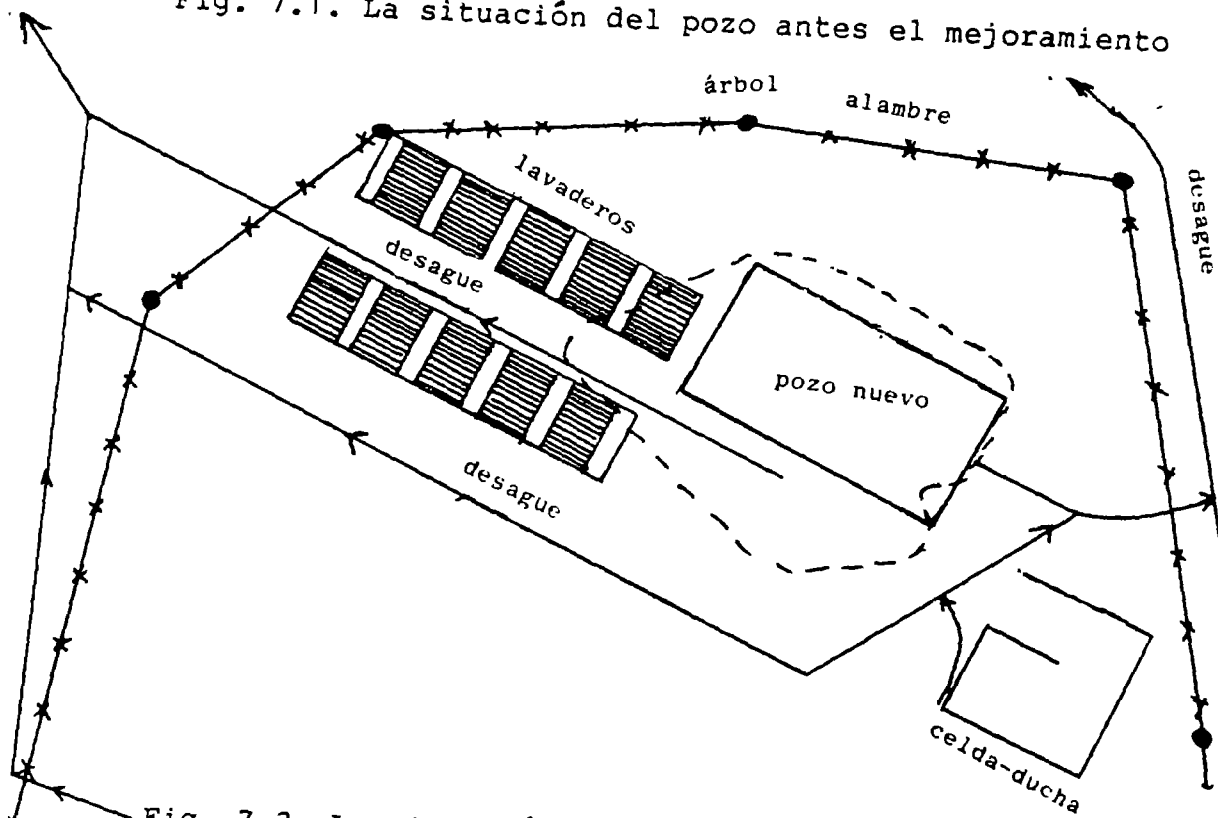 Fig. 7.1. La situación del pozo antes el mejoramiento
árbol
alambre
lavaderos
desague
desague
pozo nuevo
desague
celda-ducha
Fig. 7.2. La